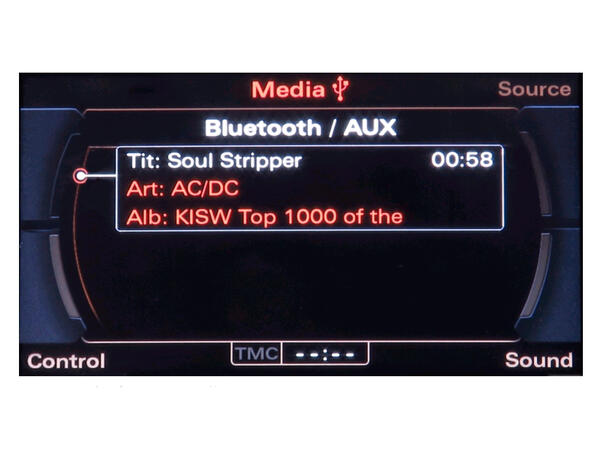 Media
Source
Bluetooth / AUX
Tit: Soul Stripper 00:58
Art: AC/DC
Alb: KISW Top 1000 of the
Control
TMC --:--
Sound